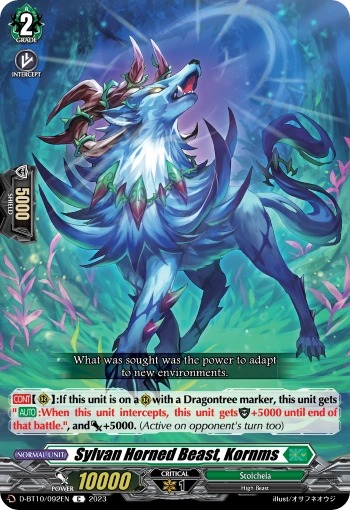 2
GRADE
INTERCEPT
5000
SHIELD
What was sought was the power to adapt
to new environments.
CONT【 】:If this unit is on a with a Dragontree marker, this unit gets
"AUTO:When this unit intercepts, this unit gets +5000 until end of
that battle.", and +5000. (Active on opponent's turn too)
NORMAL UNIT
Sylvan Horned Beast, Kornms
POWER 10000
CRITICAL
1
Stoicheia
High Beast
D-BT10/092EN C 2023
illust/オサフネオウジ